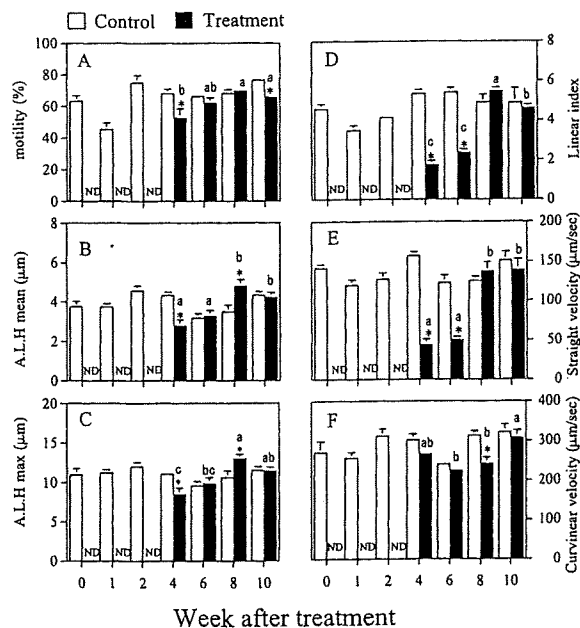 Control Treatment
A
motility (%)
100
80
60
40
20
0
ND ND ND
b
*
ab
a
a
*
B
A.L.H mean (μm)
8
6
4
2
0
ND ND ND
a
*
a
b
*
b
C
A.L.H max (μm)
20
15
10
5
0
ND ND ND
c
*
bc
a
*
ab
0 1 2 4 6 8 10
D
Linear index
8
6
4
2
0
ND ND ND
c
*
c
*
a
b
E
Straight velocity (μm/sec)
200
150
100
50
0
ND ND ND
a
*
a
*
b
b
F
Curvinear velocity (μm/sec)
400
300
200
100
0
ND ND ND
ab
b
b
*
a
0 1 2 4 6 8 10
Week after treatment